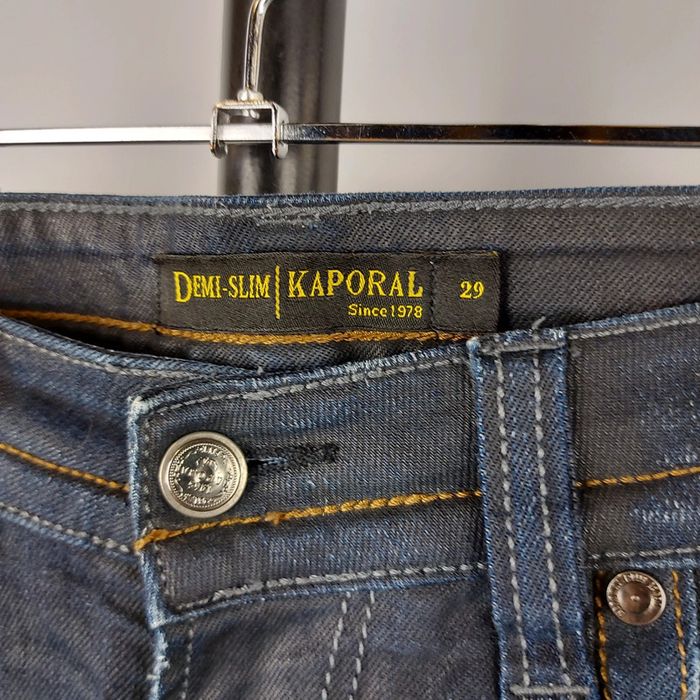 DEMI-SLIM | KAPORAL
Since 1978
29